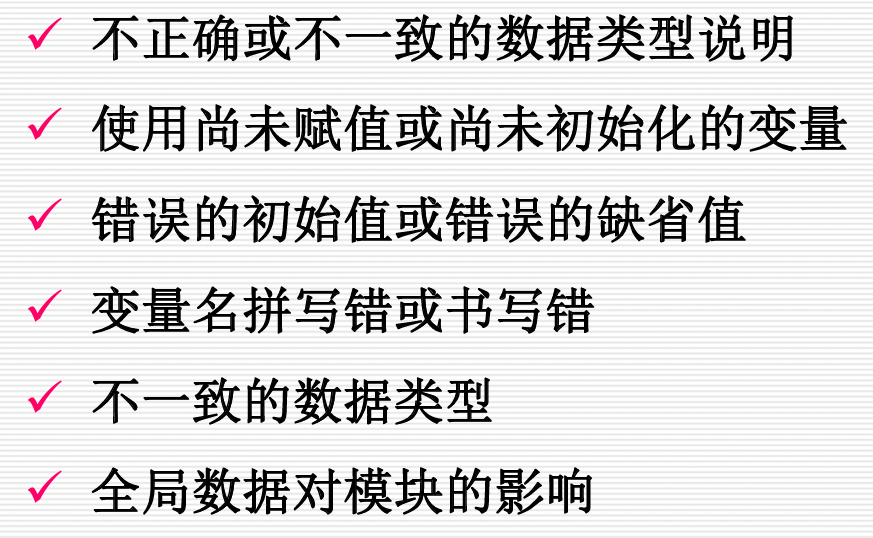 ✓ 不正确或不一致的数据类型说明
✓ 使用尚未赋值或尚未初始化的变量
✓ 错误的初始值或错误的缺省值
✓ 变量名拼写错或书写错
✓ 不一致的数据类型
✓ 全局数据对模块的影响